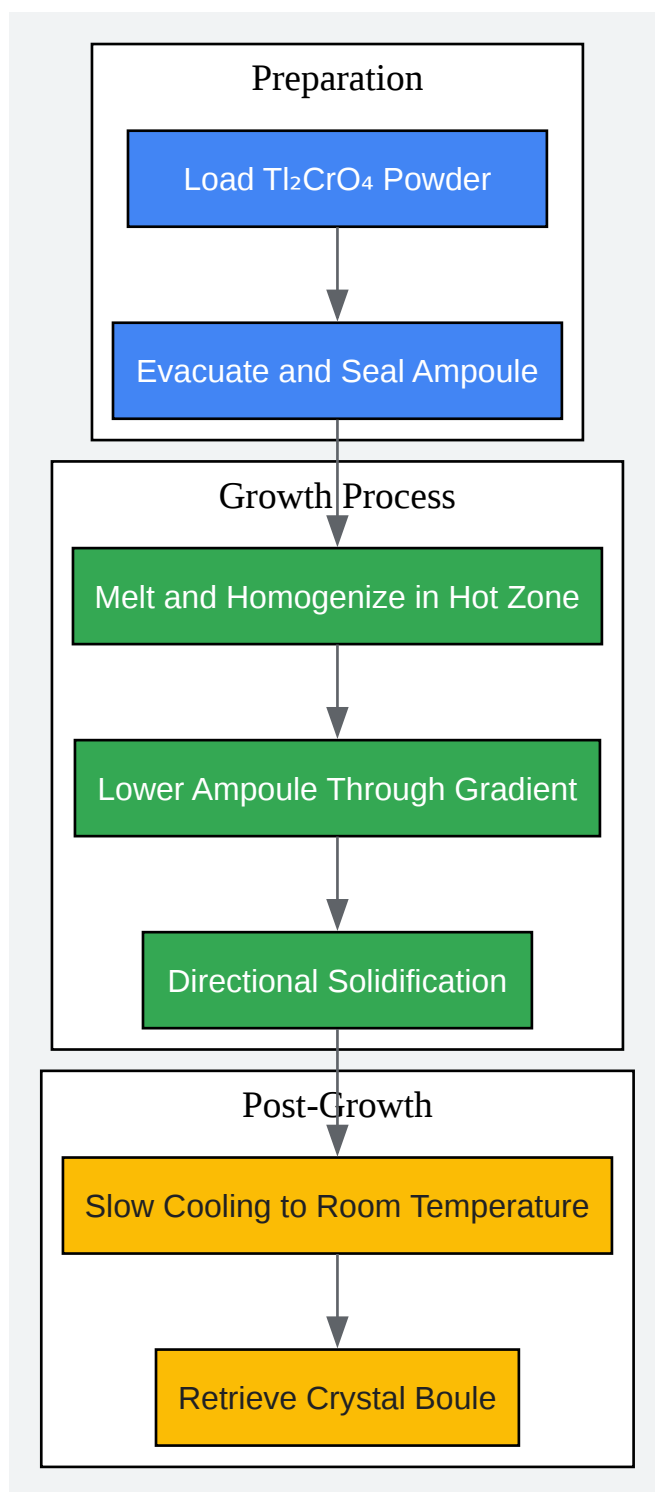 Preparation
Load Tl₂CrO₄ Powder
Evacuate and Seal Ampoule
Growth Process
Melt and Homogenize in Hot Zone
Lower Ampoule Through Gradient
Directional Solidification
Post-Growth
Slow Cooling to Room Temperature
Retrieve Crystal Boule